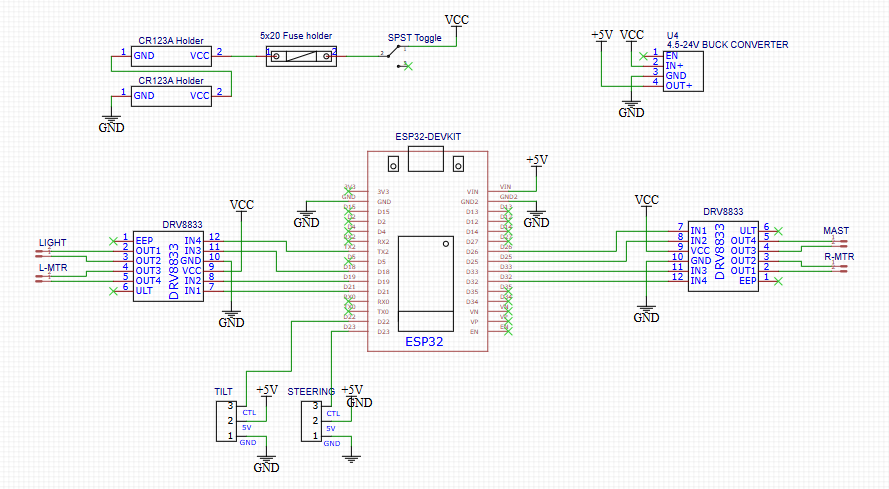 CR123A Holder
1 GND VCC 2
CR123A Holder
1 GND VCC 2
GND
5x20 Fuse holder
1 2
SPST Toggle
2
1
3
VCC
+5V VCC
U4
4.5-24V BUCK CONVERTER
1 EN
2 IN+
3 GND
4 OUT+
GND
ESP32-DEVKIT
+5V
3V3 3V3 VIN VIN
GND GND GND2 GND2
D15 D15 D13 D13
D2 D2 D12 D12
D4 D4 D14
RX2 D27
TX2 TX2 D26 D26
D5 D5 D25 D25
D18 D18 D33 D33
D19 D19 D32 D32
D21 D21 D35 D35
RX0 RX0 D34 D34
TX0 TX0 VN VN
D22 D22 VP VP
D23 D23 EN EN
ESP32
GND
GND
VCC
DRV8833
LIGHT
L-MTR
1 EEP IN4 12
2 OUT1 IN3 11
3 OUT2 GND 10
4 OUT3 VCC 9
5 OUT4 IN2 8
6 ULT IN1 7
DRV8833
GND
VCC
DRV8833
7 IN1 ULT 6
8 IN2 OUT4 5
9 VCC OUT3 4
10 GND OUT2 3
11 IN3 OUT1 2
12 IN4 EEP 1
DRV8833
MAST
R-MTR
GND
TILT
+5V
3 CTL
2 5V
1 GND
GND
STEERING
+5V
GND
3 CTL
2 5V
1 GND